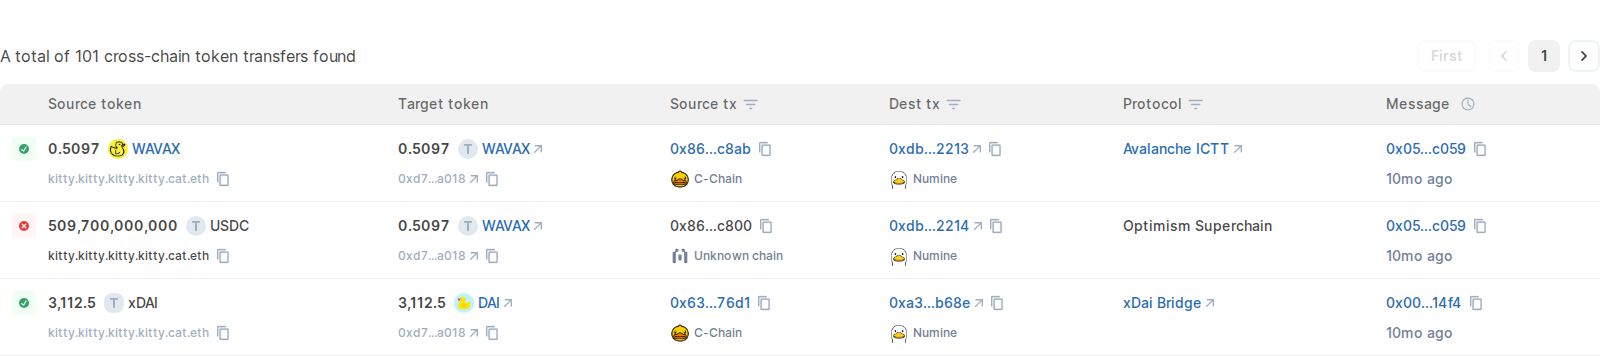 A total of 101 cross-chain token transfers found First 1
Source token Target token Source tx Dest tx Protocol Message
0.5097 WAVAX 0.5097 T WAVAX 0x86...c8ab 0xdb...2213 Avalanche ICTT 0x05...c059
kitty.kitty.kitty.kitty.cat.eth 0xd7...a018 C-Chain Numine 10mo ago
509,700,000,000 T USDC 0.5097 T WAVAX 0x86...c800 0xdb...2214 Optimism Superchain 0x05...c059
kitty.kitty.kitty.kitty.cat.eth 0xd7...a018 Unknown chain Numine 10mo ago
3,112.5 T xDAI 3,112.5 DAI 0x63...76d1 0xa3...b68e xDai Bridge 0x00...14f4
kitty.kitty.kitty.kitty.cat.eth 0xd7...a018 C-Chain Numine 10mo ago